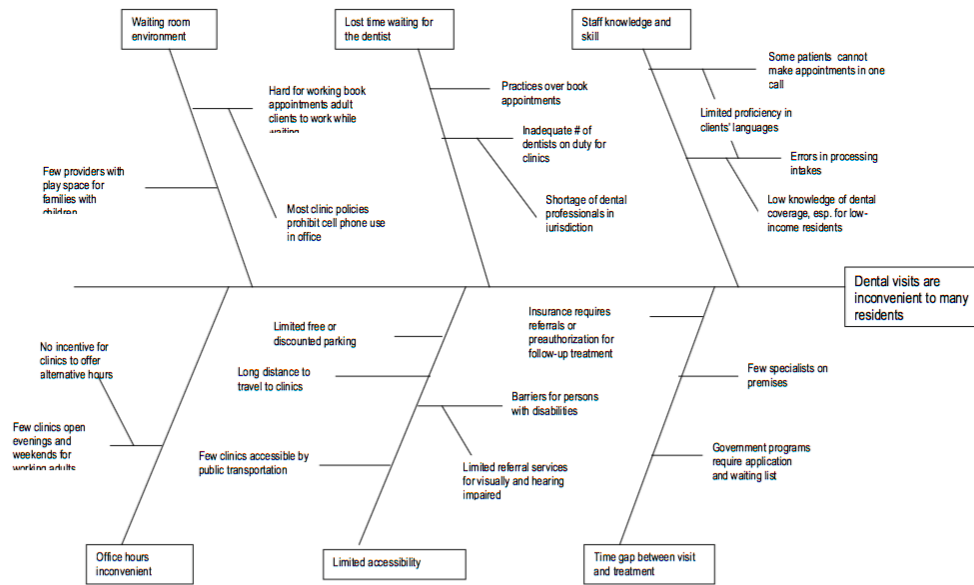 Waiting room
environment
Lost time waiting for
the dentist
Staff knowledge and
skill
Hard for working book
appointments adult
clients to work while
waiting
Few providers with
play space for
families with
children
Most clinic policies
prohibit cell phone use
in office
Practices over book
appointments
Inadequate # of
dentists on duty for
clinics
Shortage of dental
professionals in
jurisdiction
Some patients cannot
make appointments in one
call
Limited proficiency in
clients' languages
Errors in processing
intakes
Low knowledge of dental
coverage, esp. for low-
income residents
Dental visits are
inconvenient to many
residents
No incentive for
clinics to offer
alternative hours
Few clinics open
evenings and
weekends for
working adults
Limited free or
discounted parking
Long distance to
travel to clinics
Few clinics accessible by
public transportation
Barriers for persons
with disabilities
Limited referral services
for visually and hearing
impaired
Insurance requires
referrals or
preauthorization for
follow-up treatment
Few specialists on
premises
Government programs
require application
and waiting list
Office hours
inconvenient
Limited accessibility
Time gap between visit
and treatment